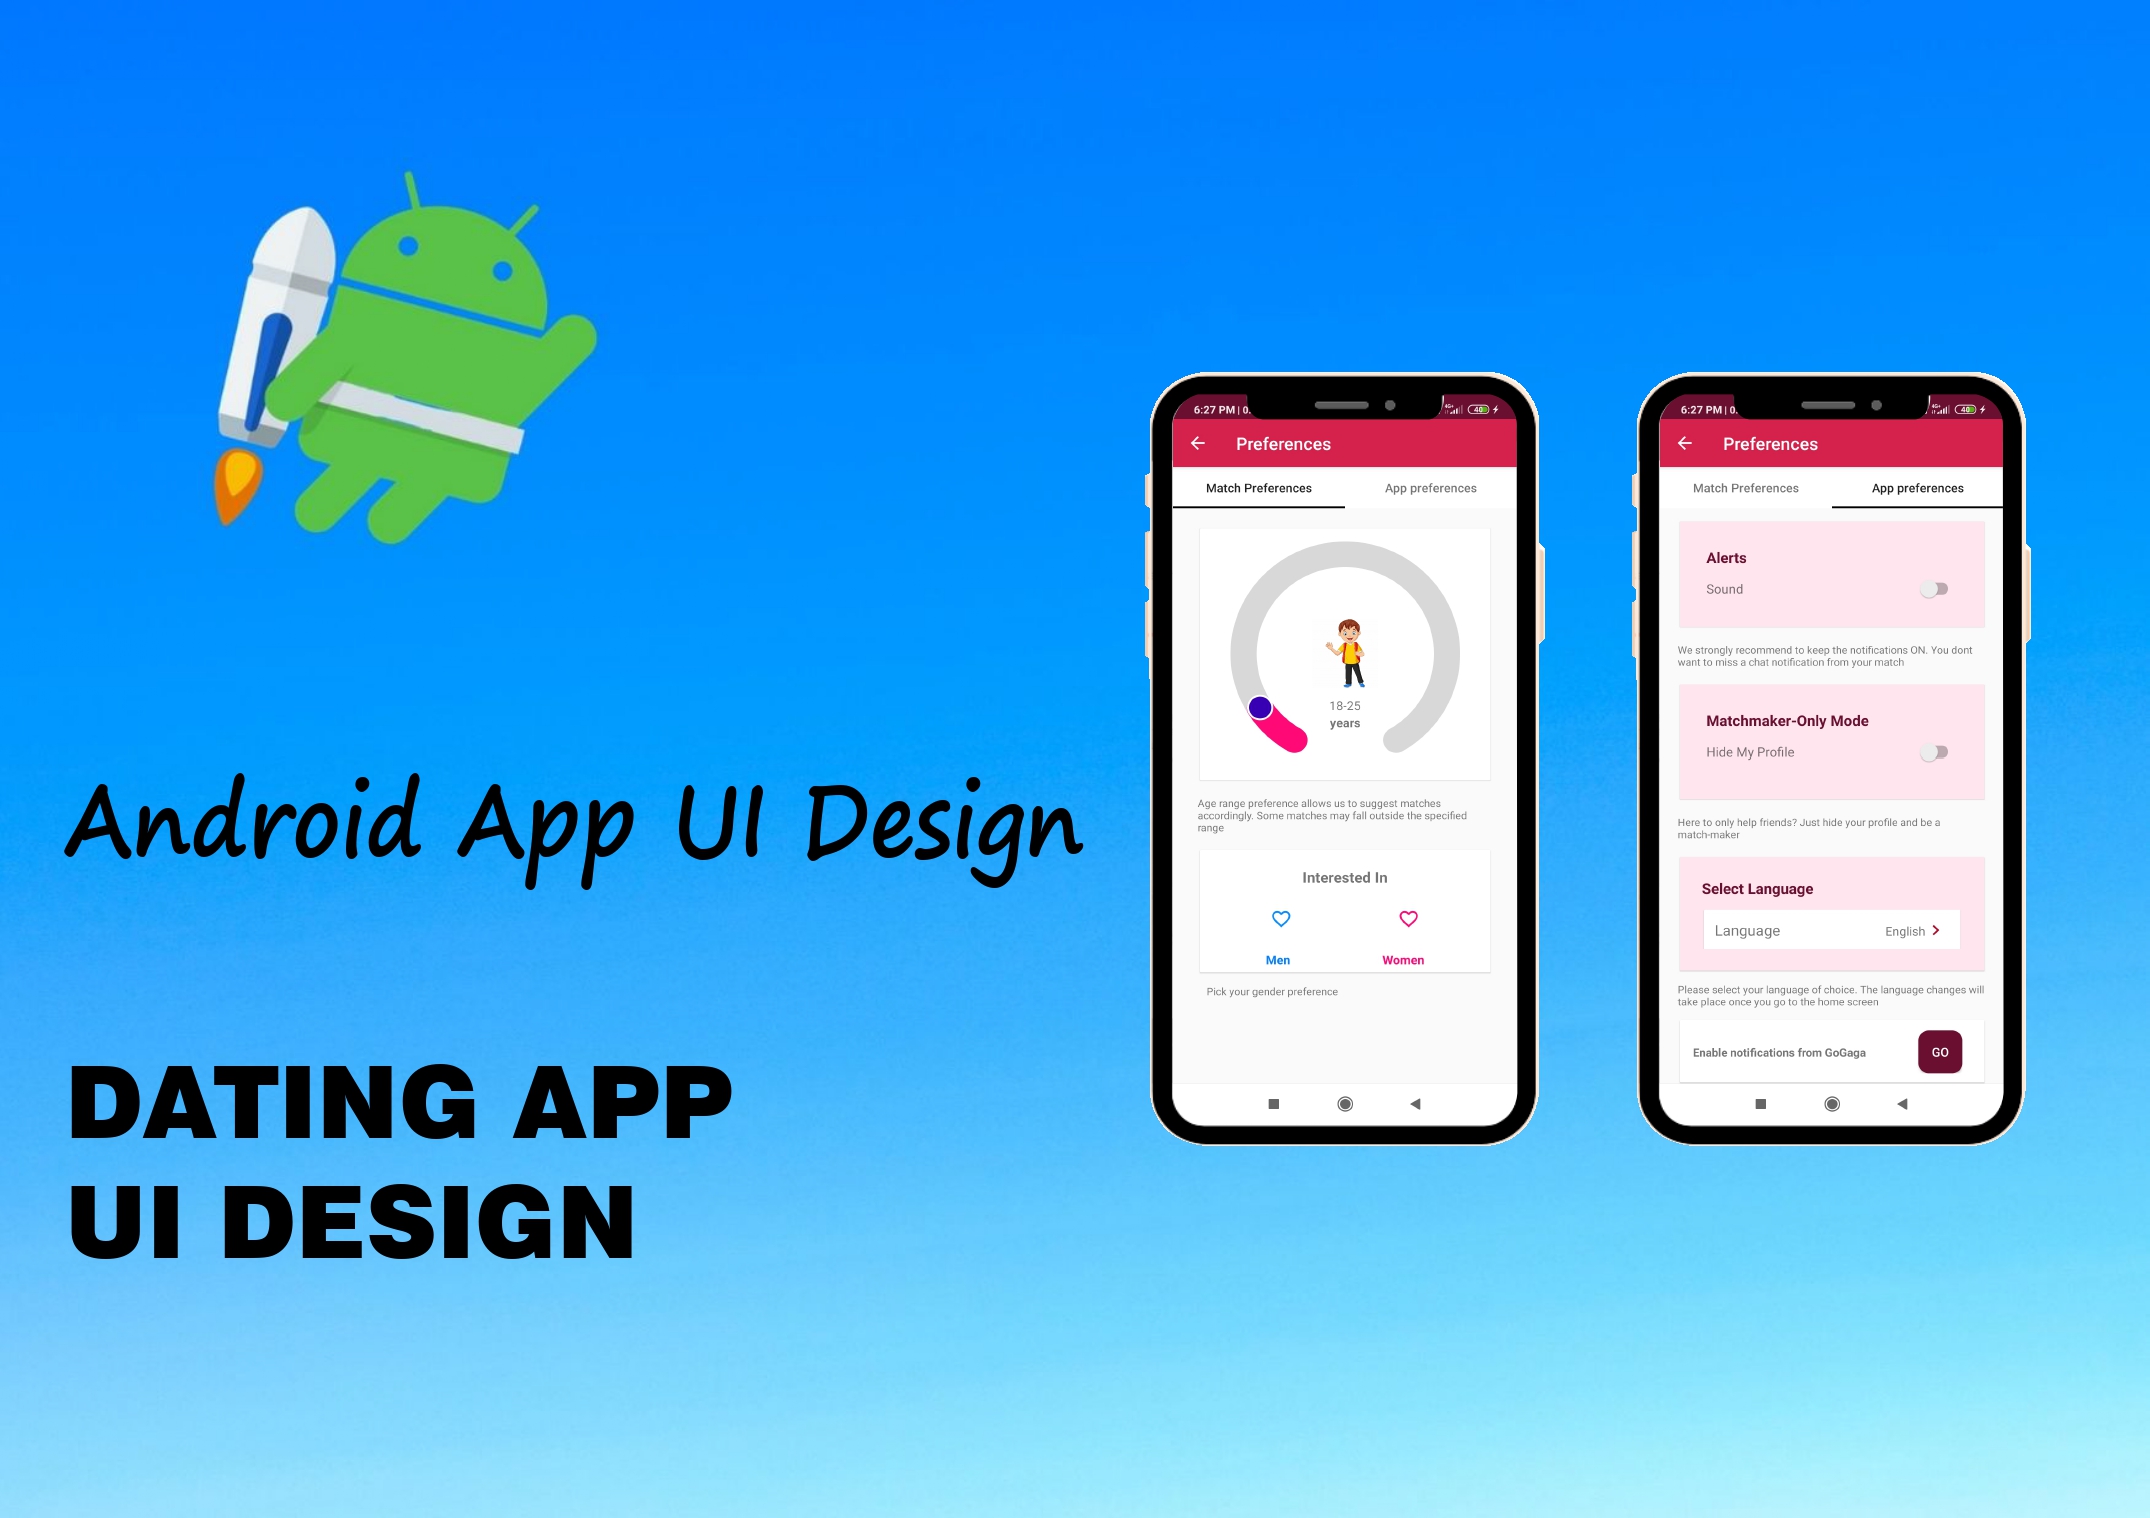 Android App UI Design
DATING APP
UI DESIGN
6:27 PM | 0.
4G+
40
Preferences
Match Preferences
App preferences
18-25
years
Age range preference allows us to suggest matches
accordingly. Some matches may fall outside the specified
range
Interested In
Men
Women
Pick your gender preference
6:27 PM | 0.
4G+
40
Preferences
Match Preferences
App preferences
Alerts
Sound
We strongly recommend to keep the notifications ON. You dont
want to miss a chat notification from your match
Matchmaker-Only Mode
Hide My Profile
Here to only help friends? Just hide your profile and be a
match-maker
Select Language
Language
English
Please select your language of choice. The language changes will
take place once you go to the home screen
Enable notifications from GoGaga
GO